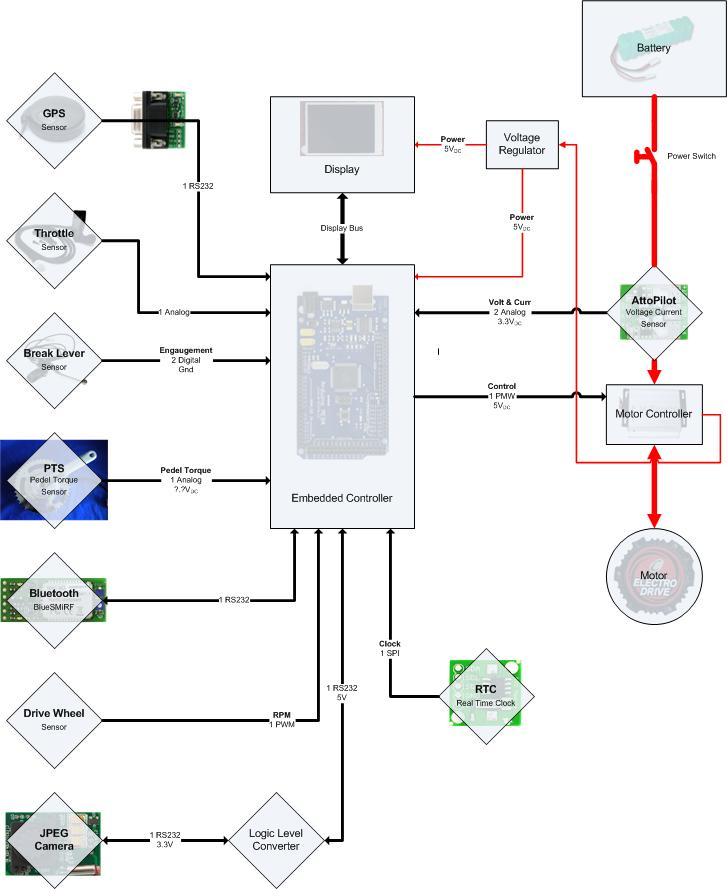 Battery
Power Switch
GPS
Sensor
1 RS232
Display
Power
5VDC
Voltage
Regulator
Throttle
Sensor
1 Analog
Display Bus
Power
5VDC
AttoPilot
Voltage Current
Sensor
Volt & Curr
2 Analog
3.3VDC
Break Lever
Sensor
Engaugement
2 Digital
Gnd
Control
1 PMW
5VDC
Motor Controller
PTS
Pedel Torque
Sensor
Pedel Torque
1 Analog
?.?VDC
Embedded Controller
Motor
ELECTRO
DRIVE
Bluetooth
BlueSMiRF
1 RS232
Clock
1 SPI
RTC
Real Time Clock
1 RS232
5V
Drive Wheel
Sensor
RPM
1 PWM
JPEG
Camera
1 RS232
3.3V
Logic Level
Converter